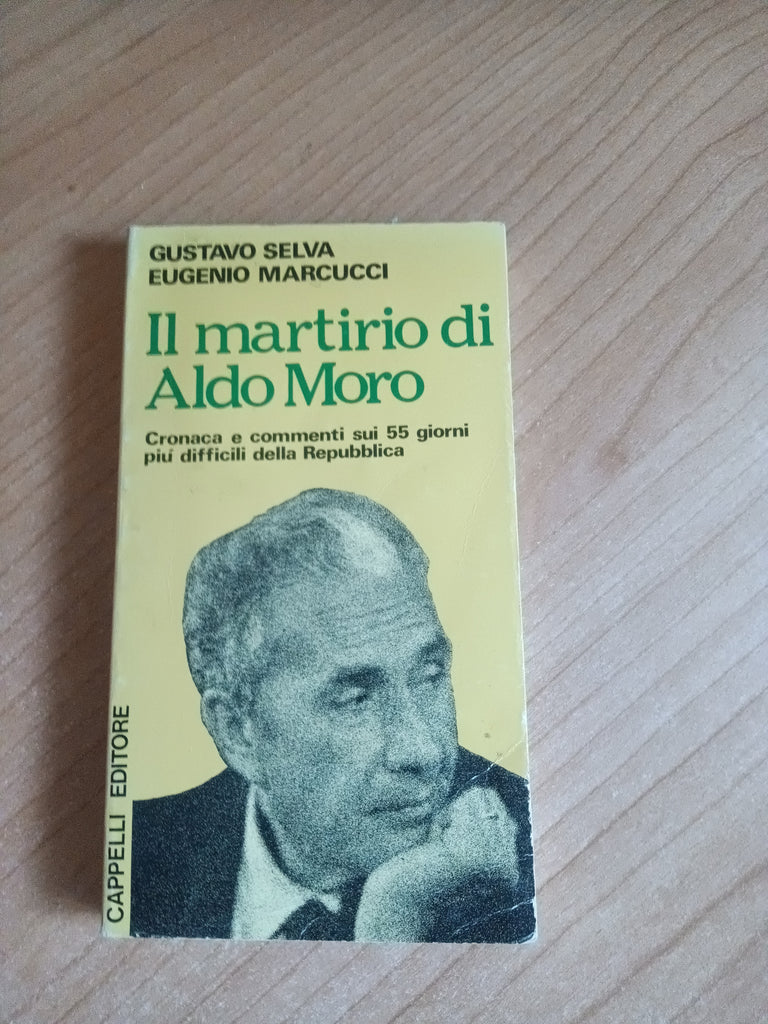 GUSTAVO SELVA
EUGENIO MARCUCCI
Il martirio di
Aldo Moro
Cronaca e commenti sui 55 giorni
piú difficili della Repubblica
CAPPELLI EDITORE